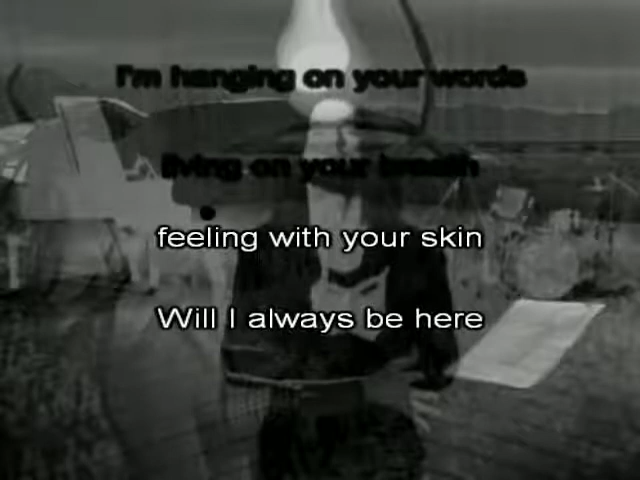 I'm hanging on your words
living on your breath
feeling with your skin
Will I always be here